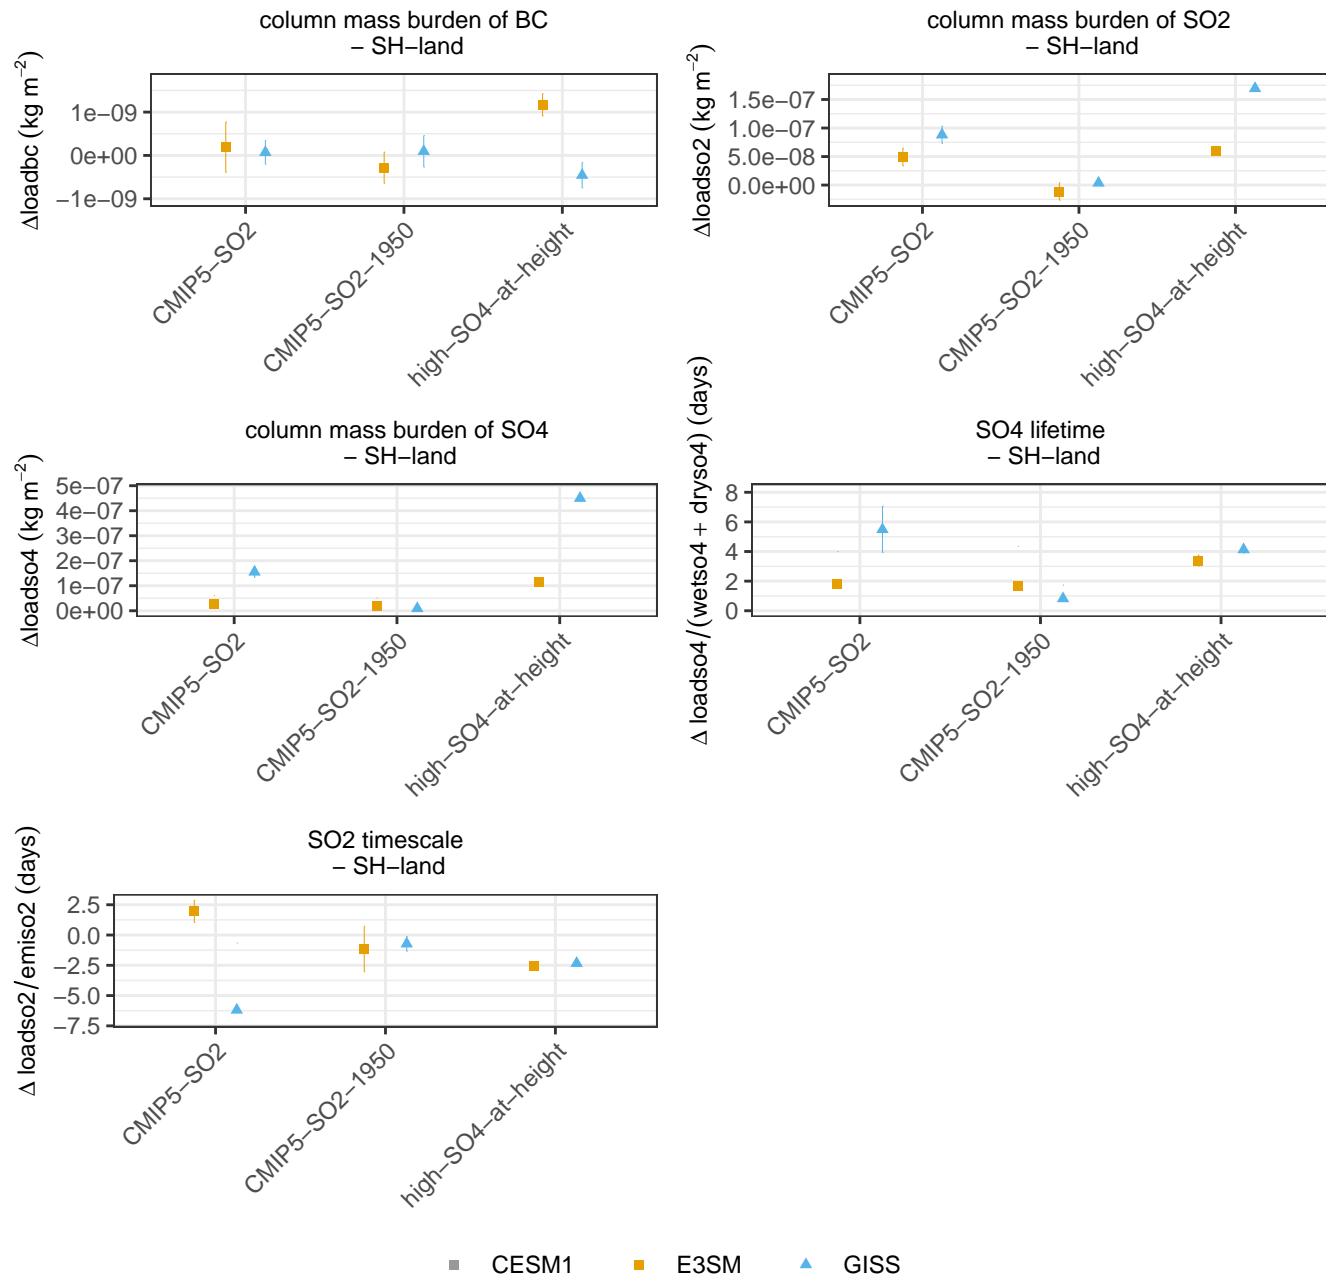 column mass burden of BC
– SH–land
Δloadbc (kg m−2)
1e−09
0e+00
−1e−09
CMIP5−SO2
CMIP5−SO2−1950
high−SO4−at−height
column mass burden of SO2
– SH–land
Δloadso2 (kg m−2)
1.5e−07
1.0e−07
5.0e−08
0.0e+00
CMIP5−SO2
CMIP5−SO2−1950
high−SO4−at−height
column mass burden of SO4
– SH–land
Δloadso4 (kg m−2)
5e−07
4e−07
3e−07
2e−07
1e−07
0e+00
CMIP5−SO2
CMIP5−SO2−1950
high−SO4−at−height
SO4 lifetime
– SH–land
Δ loadso4/(wetso4 + dryso4) (days)
8
6
4
2
0
CMIP5−SO2
CMIP5−SO2−1950
high−SO4−at−height
SO2 timescale
– SH–land
Δ loadso2/emiso2 (days)
2.5
0.0
−2.5
−5.0
−7.5
CMIP5−SO2
CMIP5−SO2−1950
high−SO4−at−height
CESM1 E3SM GISS